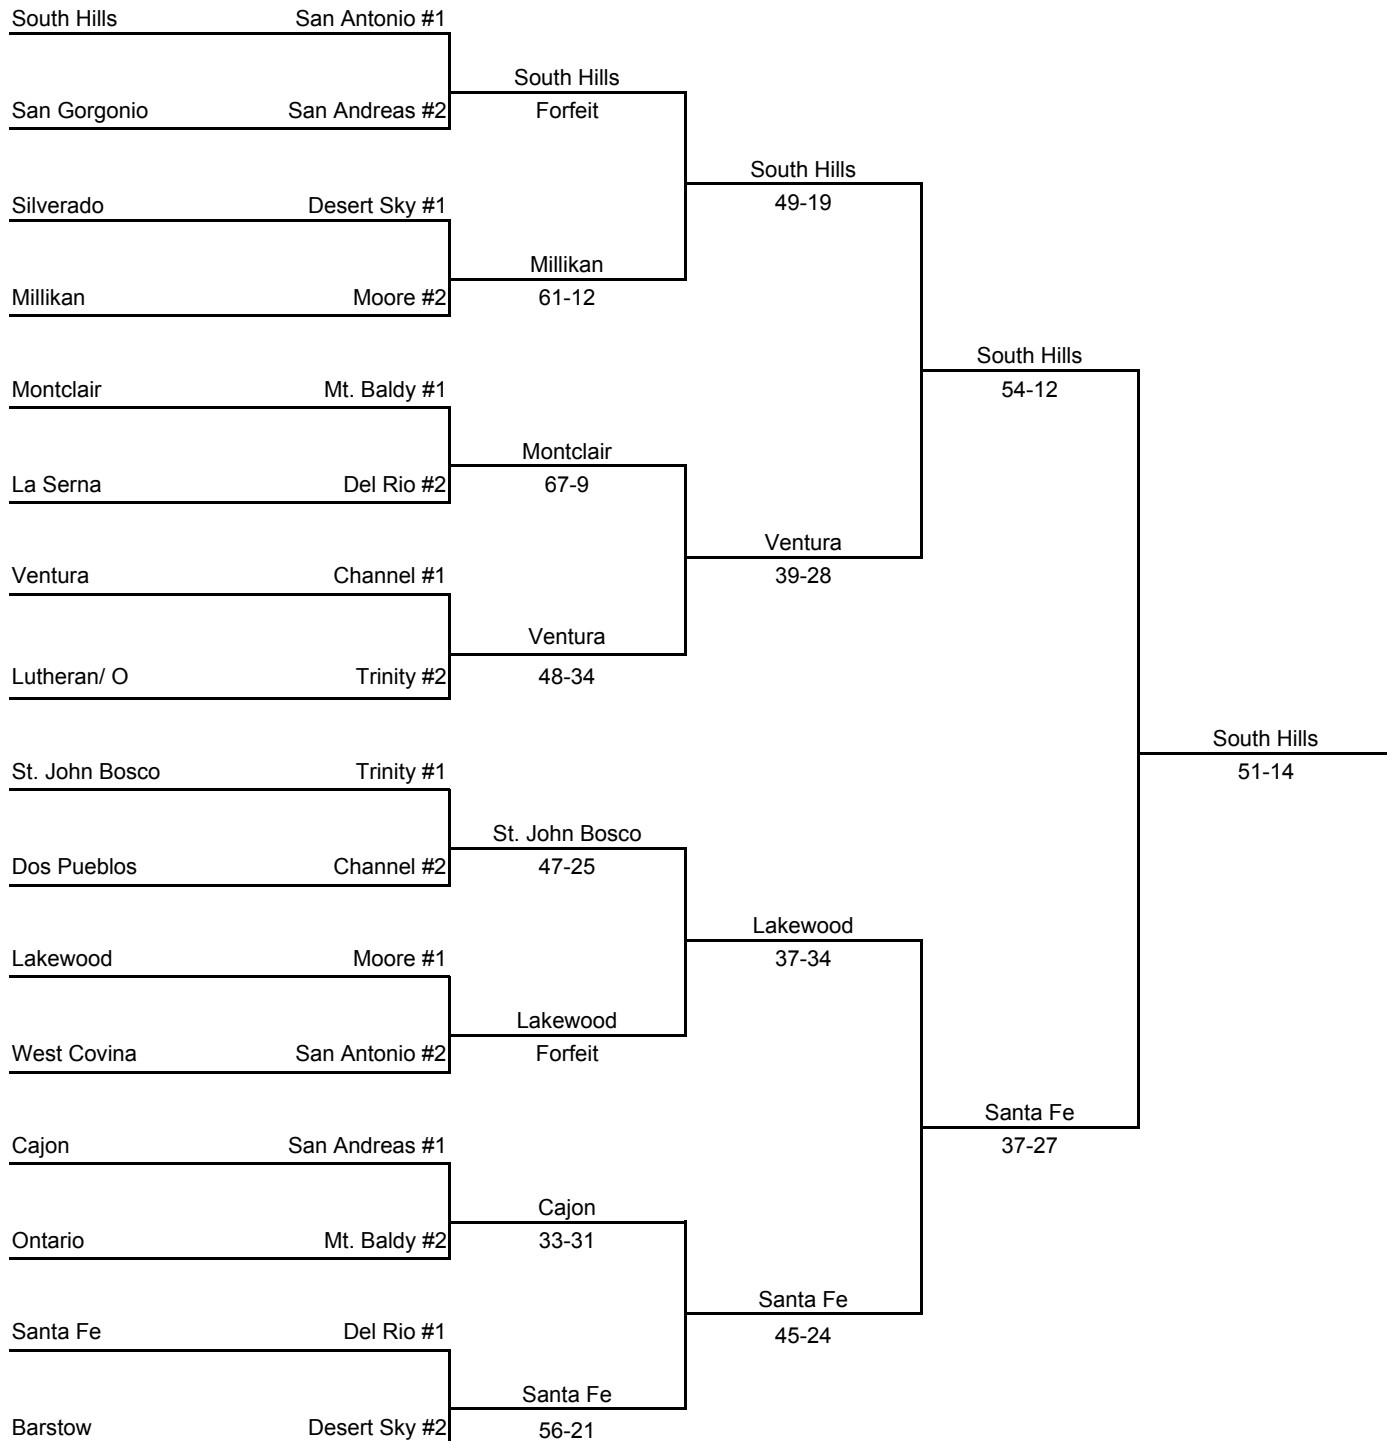 South Hills San Antonio #1
South Hills
San Gorgonio San Andreas #2 Forfeit
South Hills
Silverado Desert Sky #1 49-19
Millikan
Millikan Moore #2 61-12
South Hills
Montclair Mt. Baldy #1 54-12
Montclair
La Serna Del Rio #2 67-9
Ventura
Ventura Channel #1 39-28
Ventura
Lutheran/ O Trinity #2 48-34
South Hills
St. John Bosco Trinity #1 51-14
St. John Bosco
Dos Pueblos Channel #2 47-25
Lakewood
Lakewood Moore #1 37-34
Lakewood
West Covina San Antonio #2 Forfeit
Santa Fe
Cajon San Andreas #1 37-27
Cajon
Ontario Mt. Baldy #2 33-31
Santa Fe
Santa Fe Del Rio #1 45-24
Santa Fe
Barstow Desert Sky #2 56-21